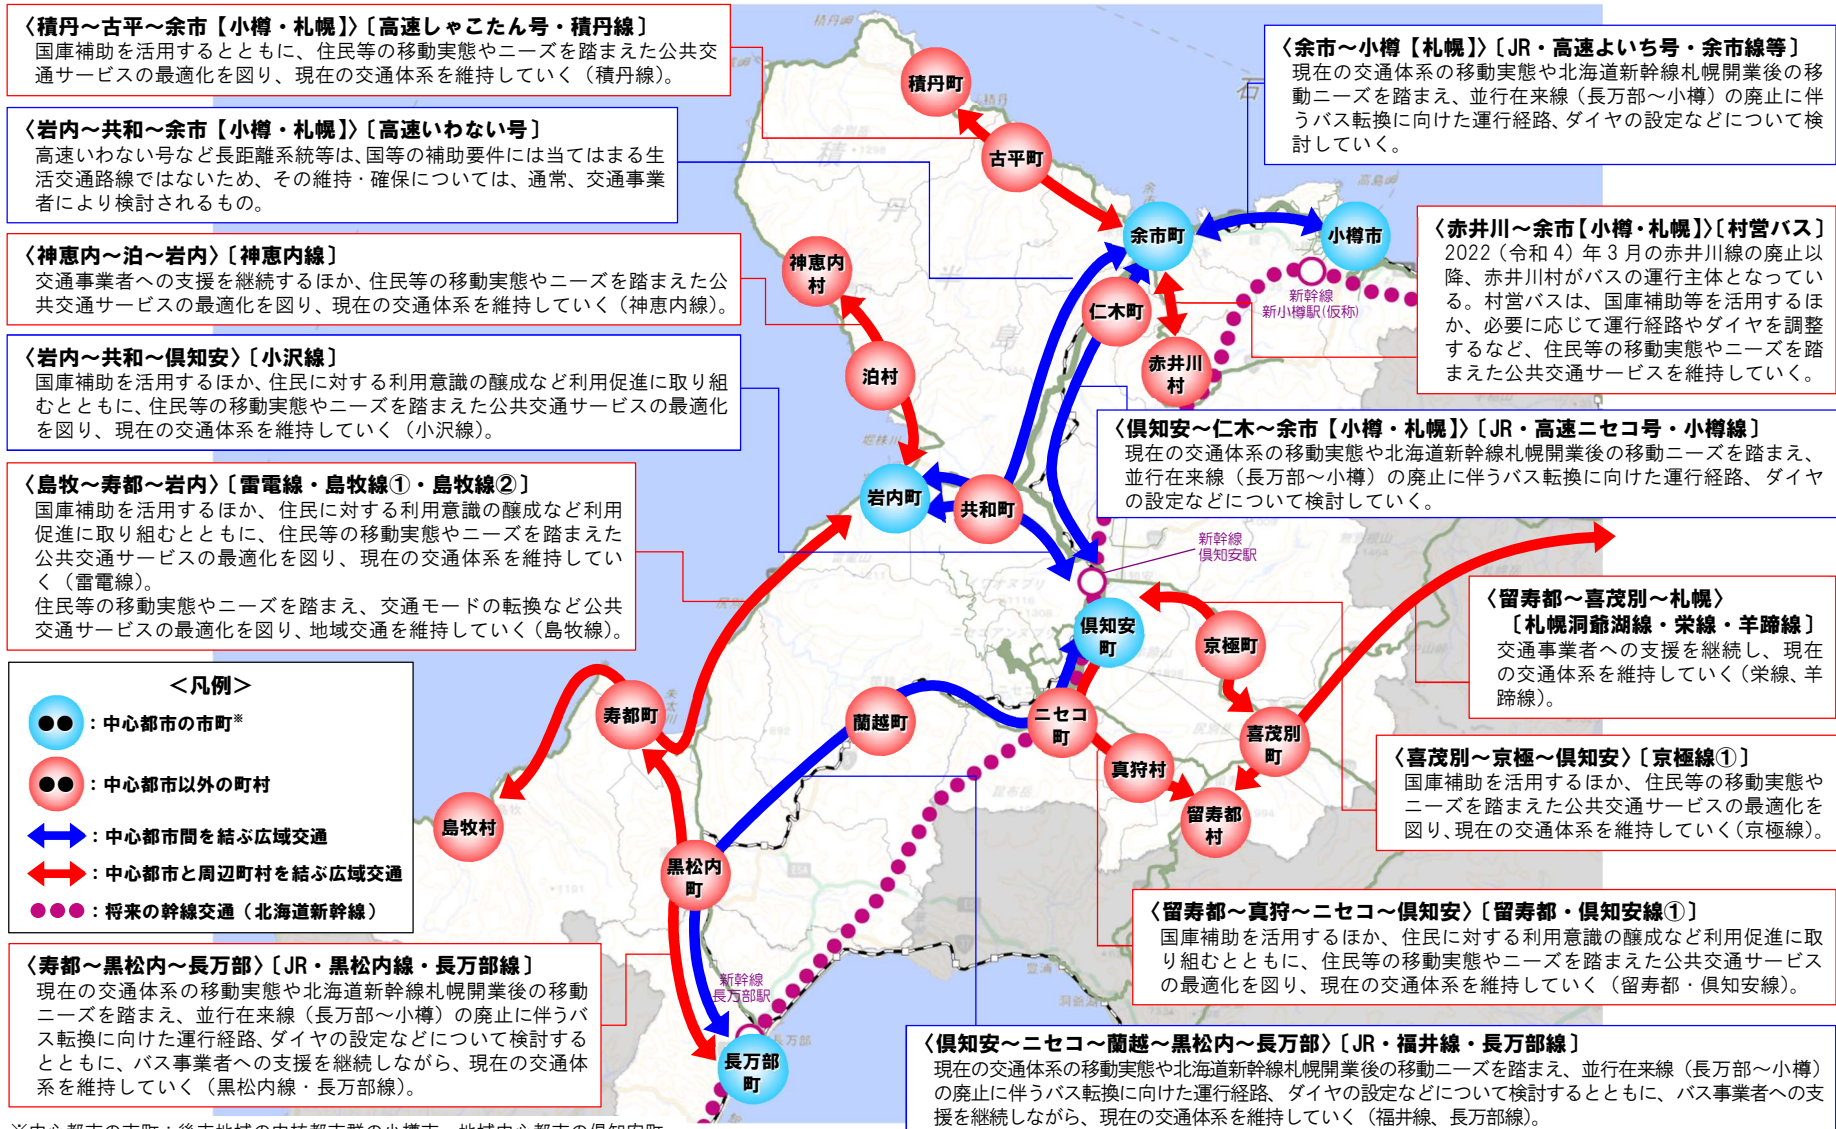 〈積丹～古平～余市【小樽・札幌】〉〔高速しゃこたん号・積丹線〕
国庫補助を活用するとともに、住民等の移動実態やニーズを踏まえた公共交
通サービスの最適化を図り、現在の交通体系を維持していく（積丹線）。
〈岩内～共和～余市【小樽・札幌】〉〔高速いわない号〕
高速いわない号など長距離系統等は、国等の補助要件には当てはまる生
活交通路線ではないため、その維持・確保については、通常、交通事業
者により検討されるもの。
〈神恵内～泊～岩内〉〔神恵内線〕
交通事業者への支援を継続するほか、住民等の移動実態やニーズを踏まえた公
共交通サービスの最適化を図り、現在の交通体系を維持していく（神恵内線）。
〈岩内～共和～倶知安〉〔小沢線〕
国庫補助を活用するほか、住民に対する利用意識の醸成など利用促進に取り組
むとともに、住民等の移動実態やニーズを踏まえた公共交通サービスの最適化
を図り、現在の交通体系を維持していく（小沢線）。
〈島牧～寿都～岩内〉〔雷電線・島牧線①・島牧線②〕
国庫補助を活用するほか、住民に対する利用意識の醸成など利用
促進に取り組むとともに、住民等の移動実態やニーズを踏まえた
公共交通サービスの最適化を図り、現在の交通体系を維持してい
く（雷電線）。
住民等の移動実態やニーズを踏まえ、交通モードの転換など公共
交通サービスの最適化を図り、地域交通を維持していく（島牧線）。
＜凡例＞
●●：中心都市の市町※
●●：中心都市以外の町村
：中心都市間を結ぶ広域交通
：中心都市と周辺町村を結ぶ広域交通
●●●：将来の幹線交通（北海道新幹線）
〈寿都～黒松内～長万部〉〔JR・黒松内線・長万部線〕
現在の交通体系の移動実態や北海道新幹線札幌開業後の移動
ニーズを踏まえ、並行在来線（長万部～小樽）の廃止に伴うバ
ス転換に向けた運行経路、ダイヤの設定などについて検討する
とともに、バス事業者への支援を継続しながら、現在の交通体
系を維持していく（黒松内線・長万部線）。
※中心都市の市町：後志地域の中核都市群の小樽市、地域中心都市の倶知安町
積丹町
古平町
余市町
小樽市
神恵内
村
仁木町
新幹線
新小樽駅(仮称)
赤井川
村
泊村
岩内町
共和町
新幹線
倶知安駅
倶知安
町
京極町
寿都町
蘭越町
ニセコ
町
喜茂別
町
真狩村
留寿都
村
島牧村
黒松内
町
新幹線
長万部駅
長万部
町
積丹岬
積丹
石
余別岳
・1298
積
丹
半
島
高島岬
堀株川
尻別
・892
昆布岳
島牧
・1181
豊浦
洞爺湖
長万部
〈余市～小樽【札幌】〉〔JR・高速よいち号・余市線等〕
現在の交通体系の移動実態や北海道新幹線札幌開業後の移
動ニーズを踏まえ、並行在来線（長万部～小樽）の廃止に伴
うバス転換に向けた運行経路、ダイヤの設定などについて検
討していく。
〈赤井川～余市【小樽・札幌】〉〔村営バス〕
2022（令和4）年3月の赤井川線の廃止以
降、赤井川村がバスの運行主体となってい
る。村営バスは、国庫補助等を活用するほ
か、必要に応じて運行経路やダイヤを調整
するなど、住民等の移動実態やニーズを踏
まえた公共交通サービスを維持していく。
〈倶知安～仁木～余市【小樽・札幌】〉〔JR・高速ニセコ号・小樽線〕
現在の交通体系の移動実態や北海道新幹線札幌開業後の移動ニーズを踏まえ、
並行在来線（長万部～小樽）の廃止に伴うバス転換に向けた運行経路、ダイヤ
の設定などについて検討していく。
〈留寿都～喜茂別～札幌〉
〔札幌洞爺湖線・栄線・羊蹄線〕
交通事業者への支援を継続し、現在
の交通体系を維持していく（栄線、羊
蹄線）。
〈喜茂別～京極～倶知安〉〔京極線①〕
国庫補助を活用するほか、住民等の移動実態や
ニーズを踏まえた公共交通サービスの最適化を
図り、現在の交通体系を維持していく（京極線）。
〈留寿都～真狩～ニセコ～倶知安〉〔留寿都・倶知安線①〕
国庫補助を活用するほか、住民に対する利用意識の醸成など利用促進に取
り組むとともに、住民等の移動実態やニーズを踏まえた公共交通サービス
の最適化を図り、現在の交通体系を維持していく（留寿都・倶知安線）。
〈倶知安～ニセコ～蘭越～黒松内～長万部〉〔JR・福井線・長万部線〕
現在の交通体系の移動実態や北海道新幹線札幌開業後の移動ニーズを踏まえ、並行在来線（長万部～小樽）
の廃止に伴うバス転換に向けた運行経路、ダイヤの設定などについて検討するとともに、バス事業者への支
援を継続しながら、現在の交通体系を維持していく（福井線、長万部線）。